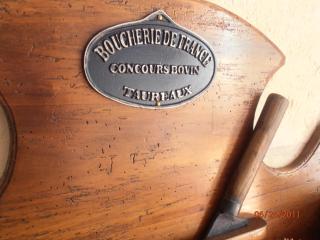 BOUCHERIE DE FRANCE
CONCOURS BOVIN
TAUREAUX